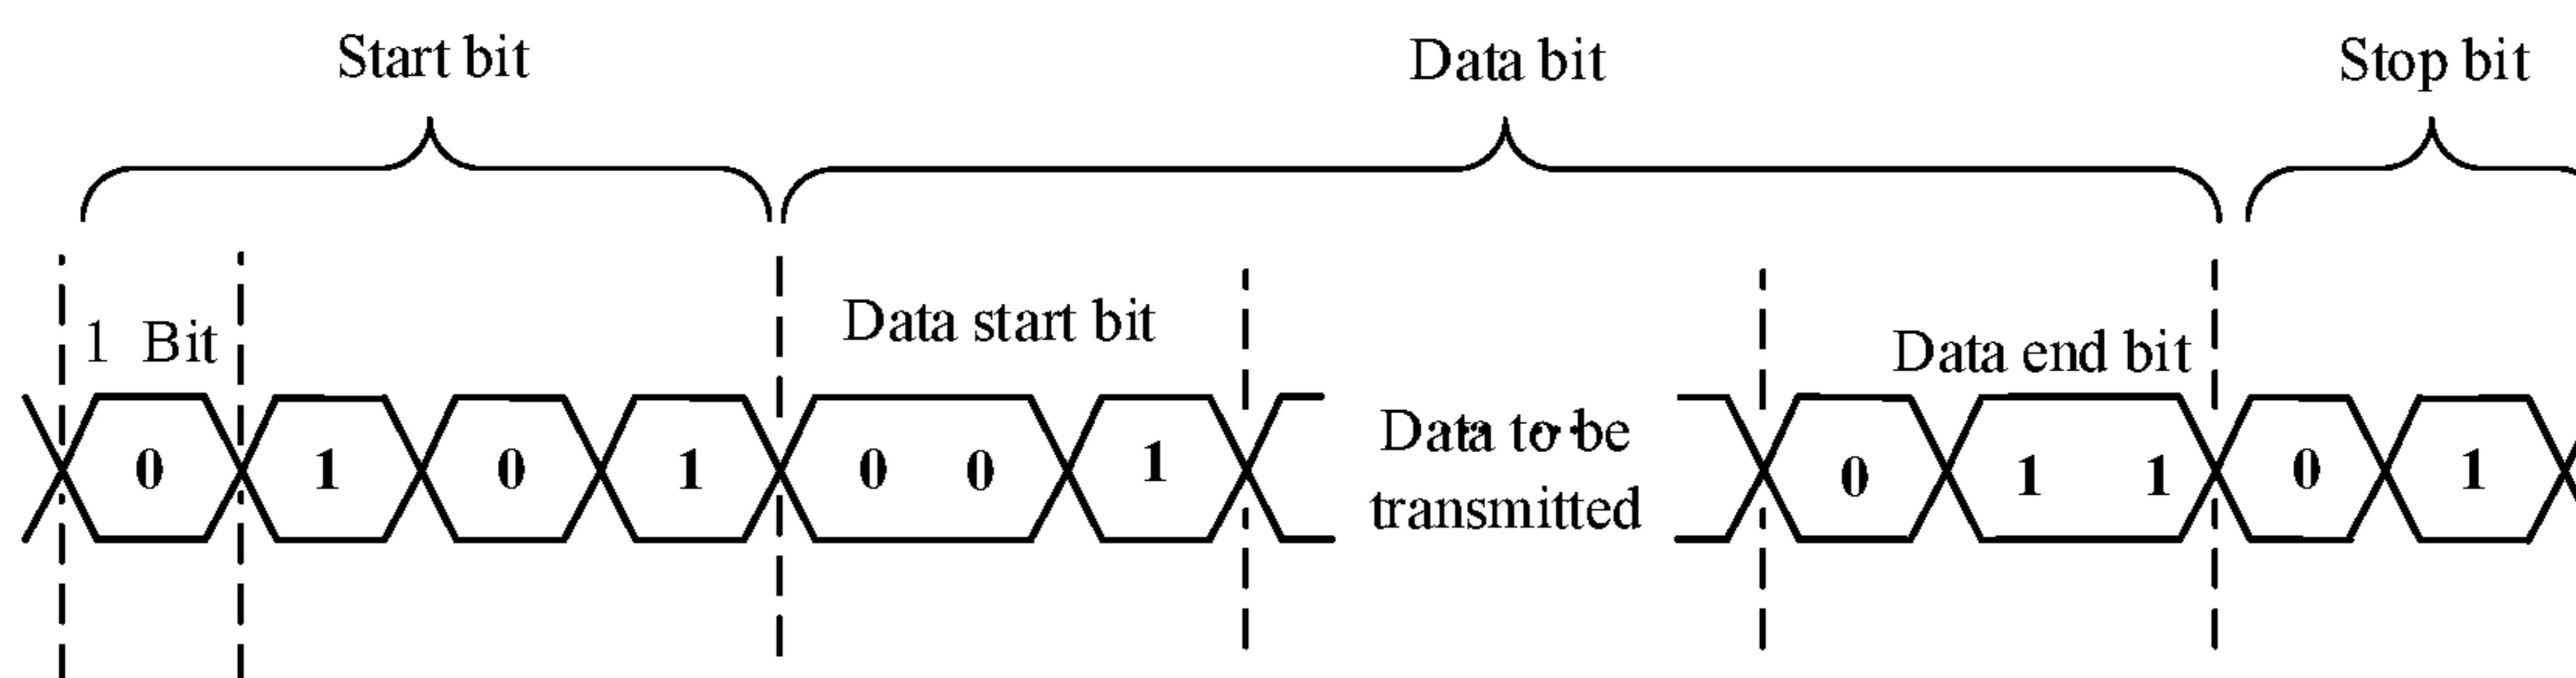 Start bit
Data bit
Stop bit
1 Bit
Data start bit
Data end bit
0 1 0 1 0 0 1
Data to be
transmitted
0 1 1 0 1